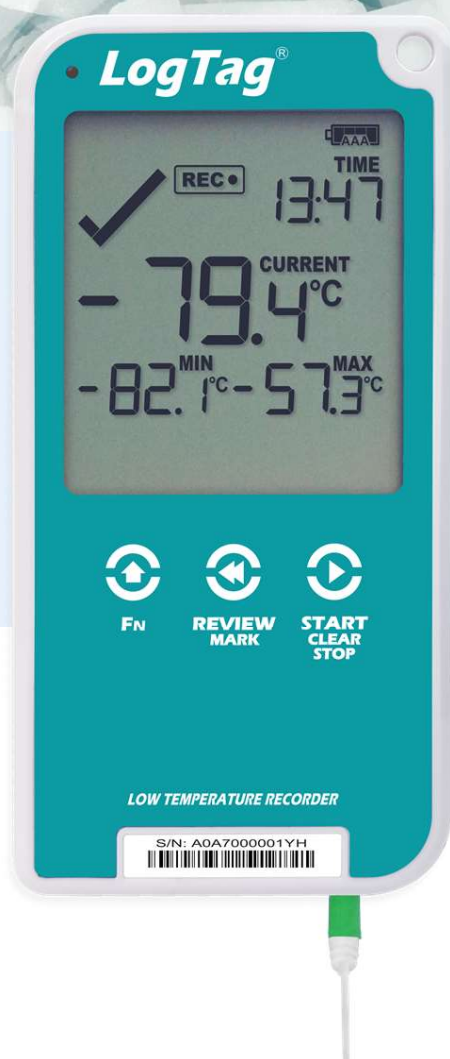 LogTag®
AAA
TIME
REC
13:47
CURRENT
-79.4°C
MIN
MAX
-82.1°C -57.3°C
FN
REVIEW
MARK
START
CLEAR
STOP
LOW TEMPERATURE RECORDER
S/N: A0A7000001YH